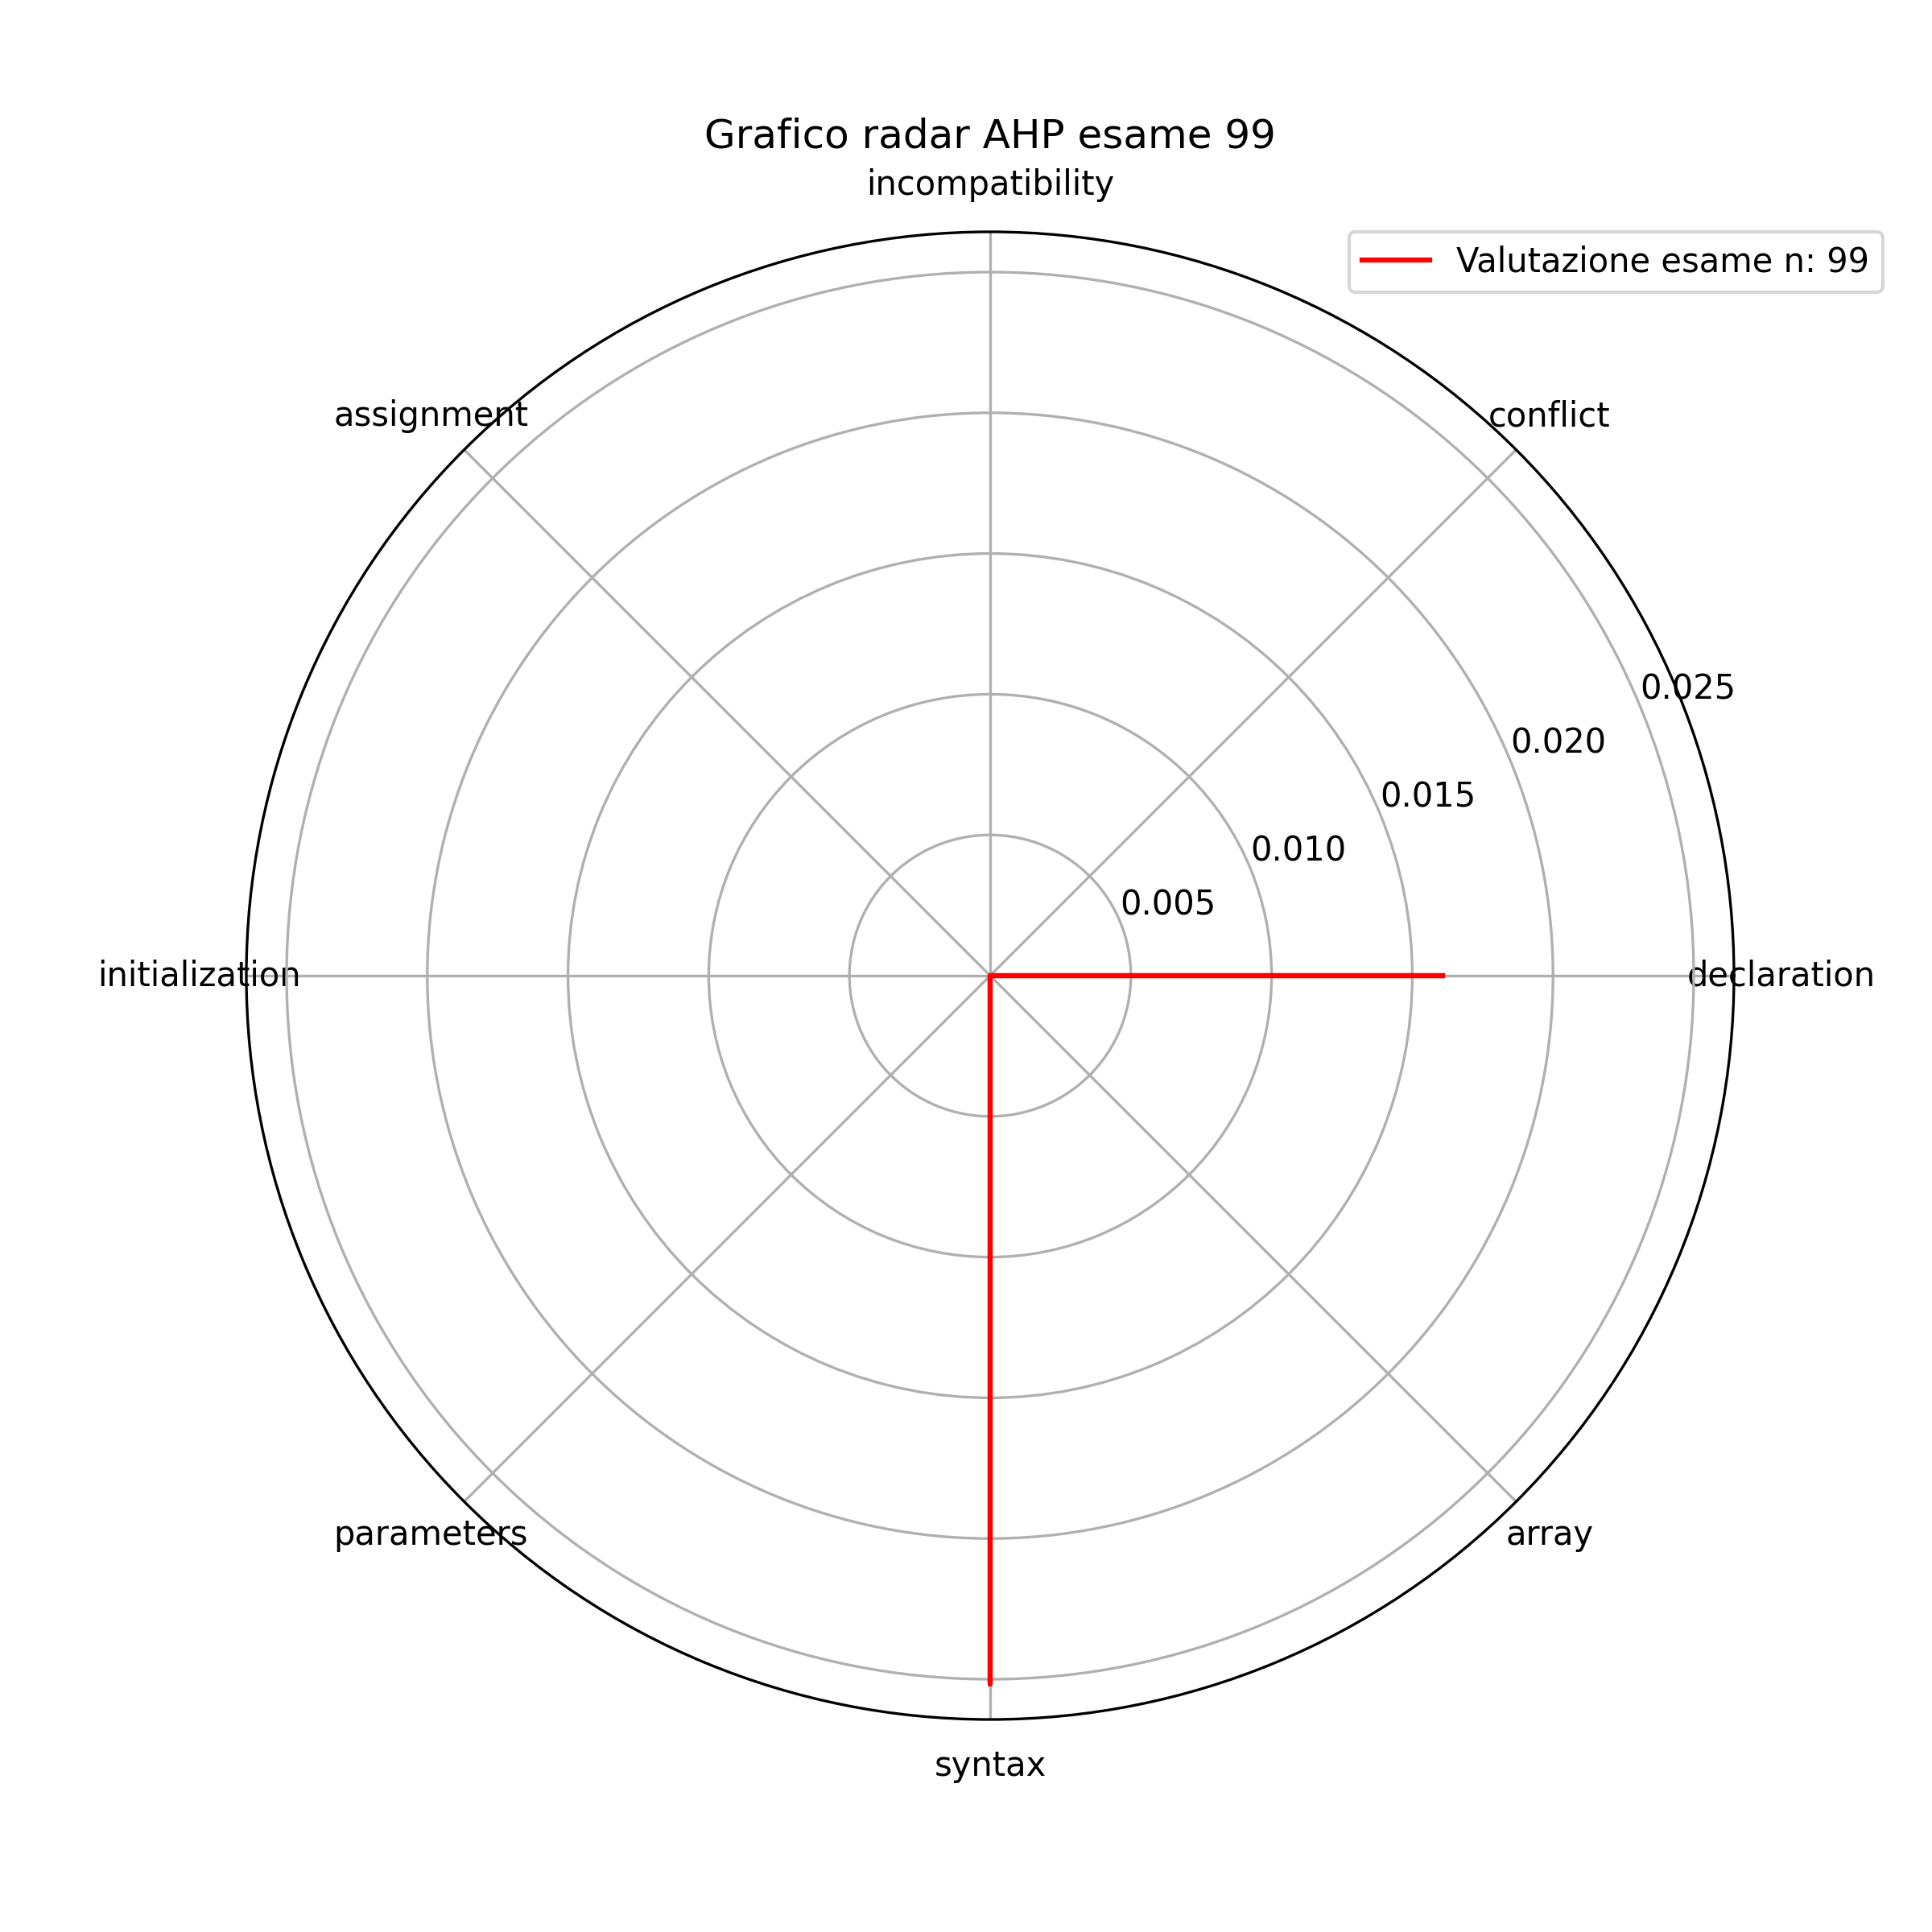 Grafico radar AHP esame 99
incompatibility
Valutazione esame n: 99
assignment
conflict
0.025
0.020
0.015
0.010
0.005
initialization
declaration
parameters
array
syntax